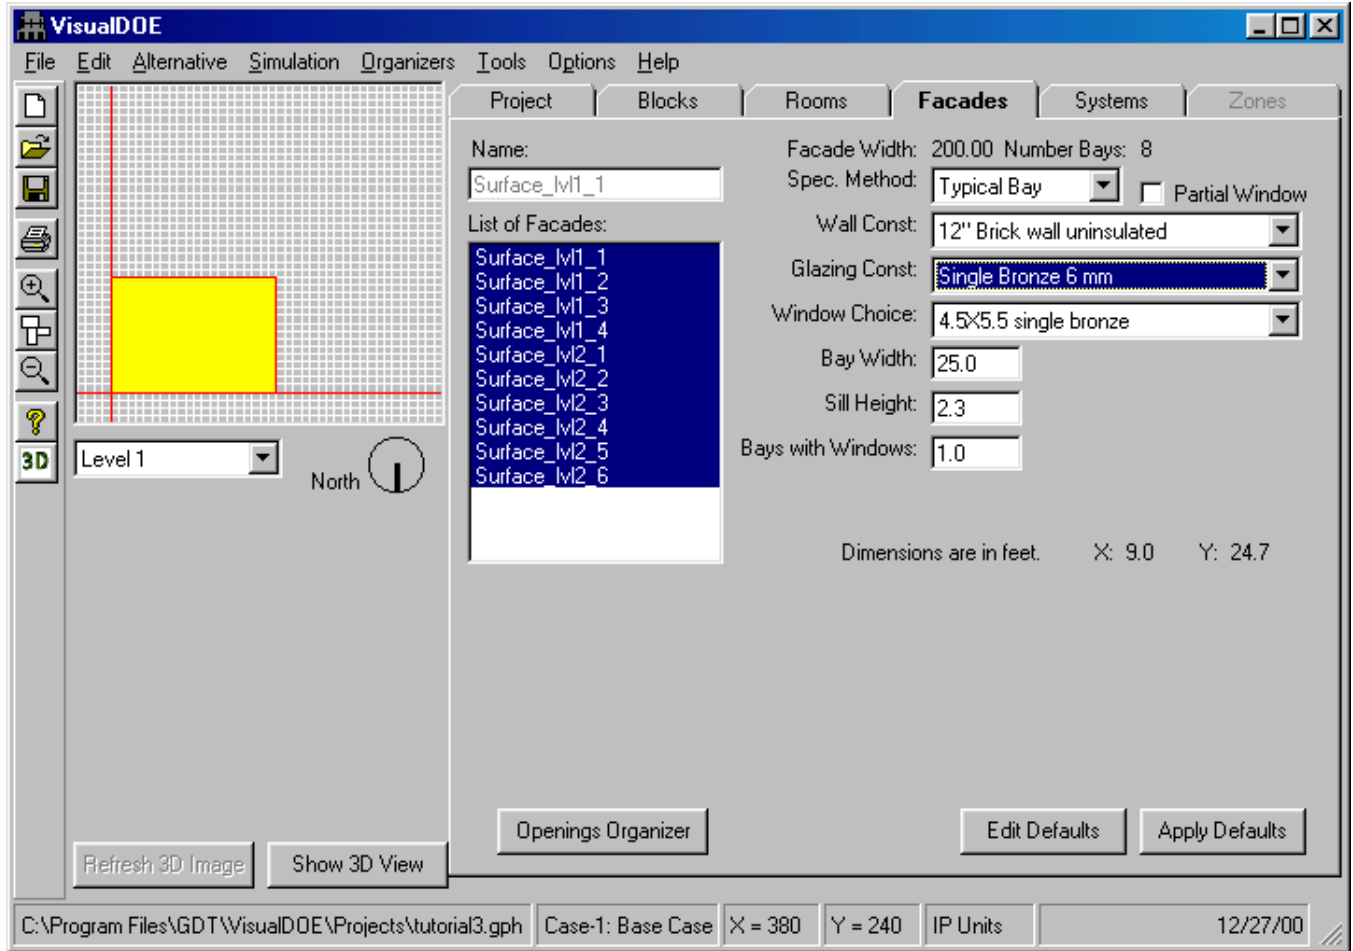 VisualDOE
File Edit Alternative Simulation Organizers Tools Options Help
Project Blocks Rooms Facades Systems Zones
Name:
Surface_lvl1_1
List of Facades:
Surface_lvl1_1
Surface_lvl1_2
Surface_lvl1_3
Surface_lvl1_4
Surface_lvl2_1
Surface_lvl2_2
Surface_lvl2_3
Surface_lvl2_4
Surface_lvl2_5
Surface_lvl2_6
Facade Width: 200.00 Number Bays: 8
Spec. Method: Typical Bay Partial Window
Wall Const: 12" Brick wall uninsulated
Glazing Const: Single Bronze 6 mm
Window Choice: 4.5X5.5 single bronze
Bay Width: 25.0
Sill Height: 2.3
Bays with Windows: 1.0
Dimensions are in feet. X: 9.0 Y: 24.7
3D
Level 1
North
Openings Organizer Edit Defaults Apply Defaults
Refresh 3D Image Show 3D View
C:\Program Files\GDT\VisualDOE\Projects\tutorial3.gph Case-1: Base Case X = 380 Y = 240 IP Units 12/27/00